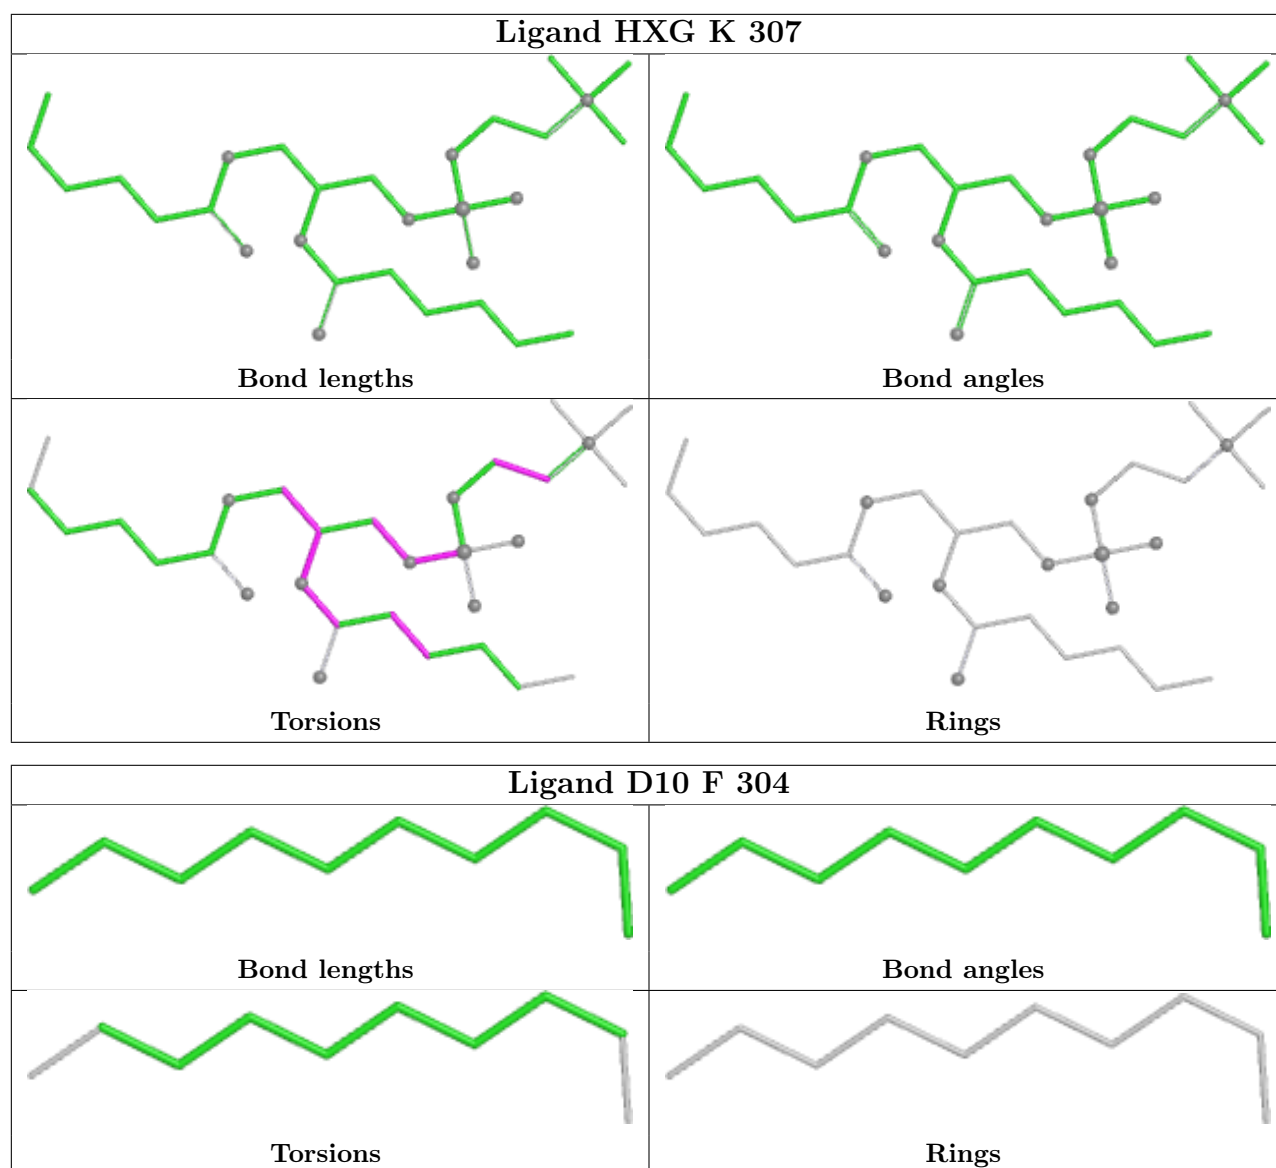 Ligand HXG K 307
Bond lengths
Bond angles
Torsions
Rings
Ligand D10 F 304
Bond lengths
Bond angles
Torsions
Rings